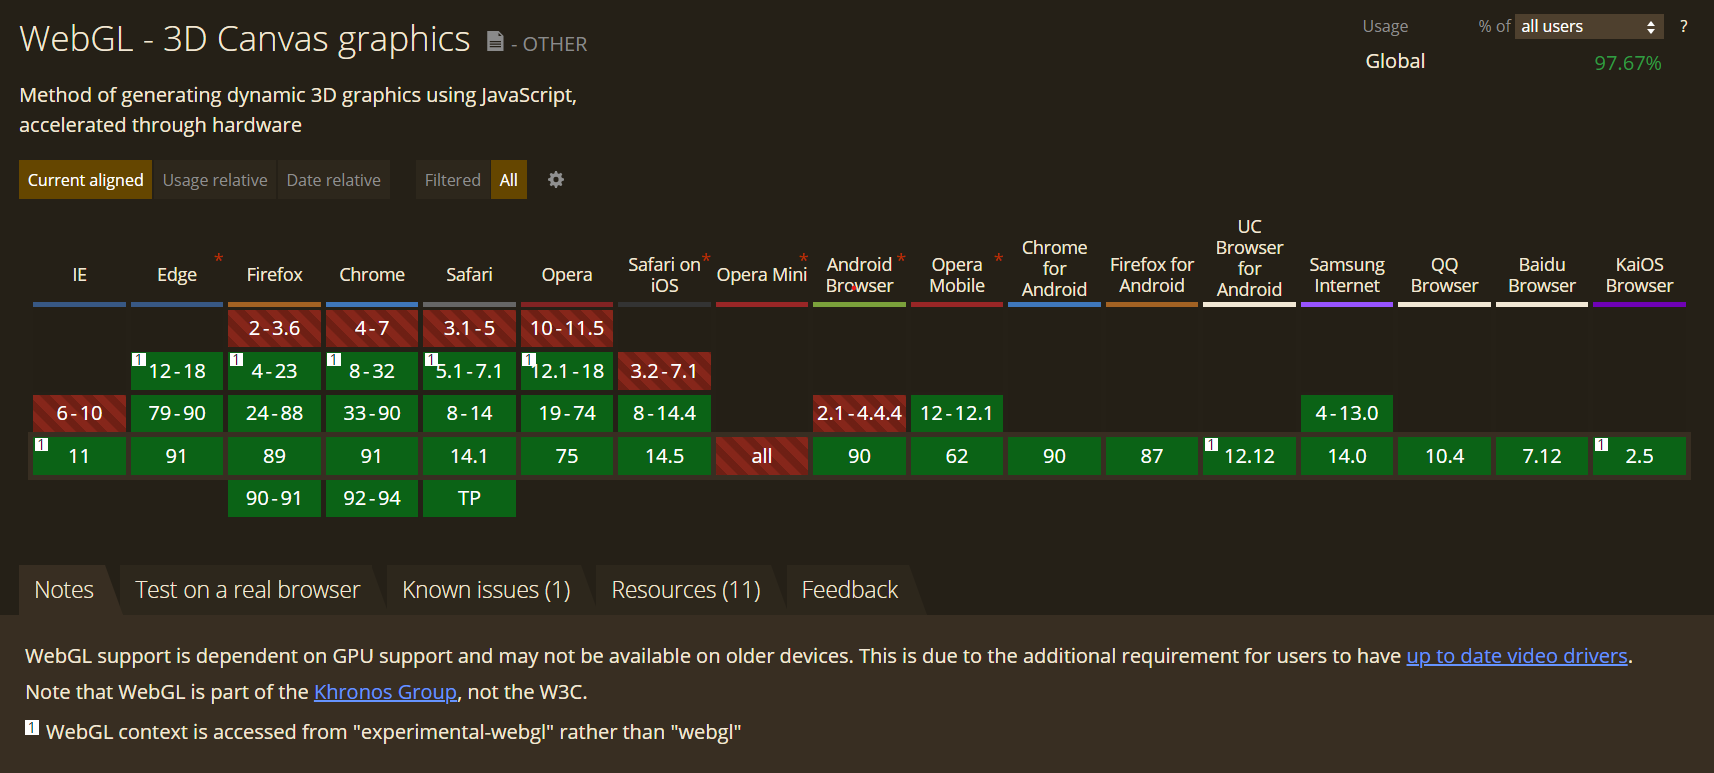 WebGL - 3D Canvas graphics - OTHER
Usage % of all users ?
Global 97.67%
Method of generating dynamic 3D graphics using JavaScript,
accelerated through hardware
Current aligned Usage relative Date relative Filtered All
IE Edge * Firefox Chrome Safari Opera Safari on iOS * Opera Mini * Android Browser * Opera Mobile * Chrome for Android Firefox for Android UC Browser for Android Samsung Internet QQ Browser Baidu Browser KaiOS Browser
2-3.6 4-7 3.1-5 10-11.5
1 12-18 1 4-23 1 8-32 1 5.1-7.1 1 12.1-18 3.2-7.1
6-10 79-90 24-88 33-90 8-14 19-74 8-14.4 2.1-4.4.4 12-12.1 4-13.0
1 11 91 89 91 14.1 75 14.5 all 90 62 90 87 1 12.12 14.0 10.4 7.12 1 2.5
90-91 92-94 TP
Notes Test on a real browser Known issues (1) Resources (11) Feedback
WebGL support is dependent on GPU support and may not be available on older devices. This is due to the additional requirement for users to have up to date video drivers.
Note that WebGL is part of the Khronos Group, not the W3C.
1 WebGL context is accessed from "experimental-webgl" rather than "webgl"